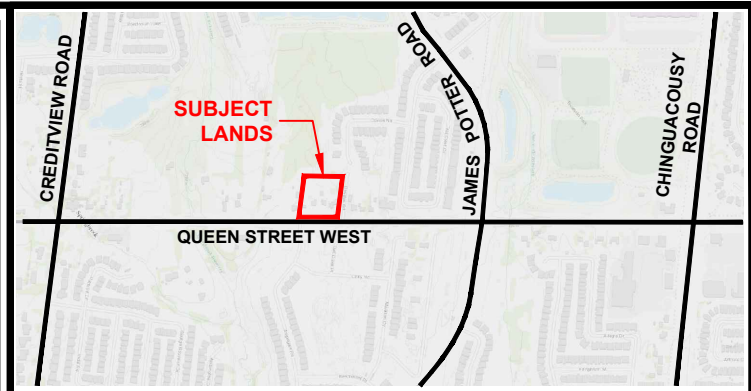 CREDITVIEW ROAD
SUBJECT
LANDS
JAMES POTTER ROAD
CHINGUACOUSY
ROAD
QUEEN STREET WEST